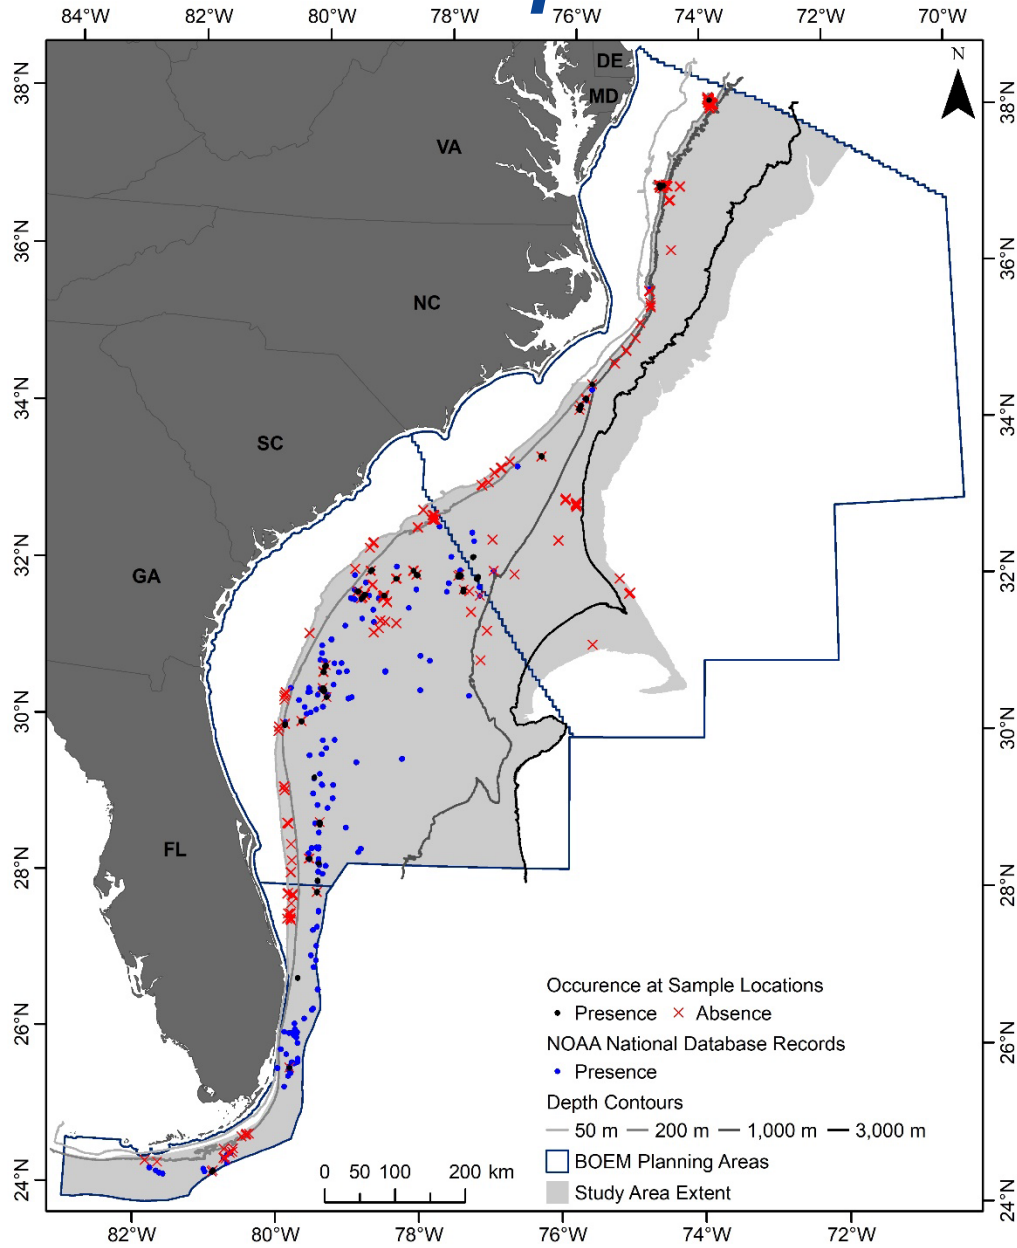 84°W 82°W 80°W 78°W 76°W 74°W 72°W 70°W
N
DE
38°N 38°N
MD
VA
36°N 36°N
NC
34°N 34°N
SC
32°N 32°N
GA
30°N 30°N
FL
28°N 28°N
Occurence at Sample Locations
Presence Absence
26°N 26°N
NOAA National Database Records
Presence
Depth Contours
50 m 200 m 1,000 m 3,000 m
BOEM Planning Areas
0 50 100 200 km
Study Area Extent
24°N 24°N
82°W 80°W 78°W 76°W 74°W 72°W